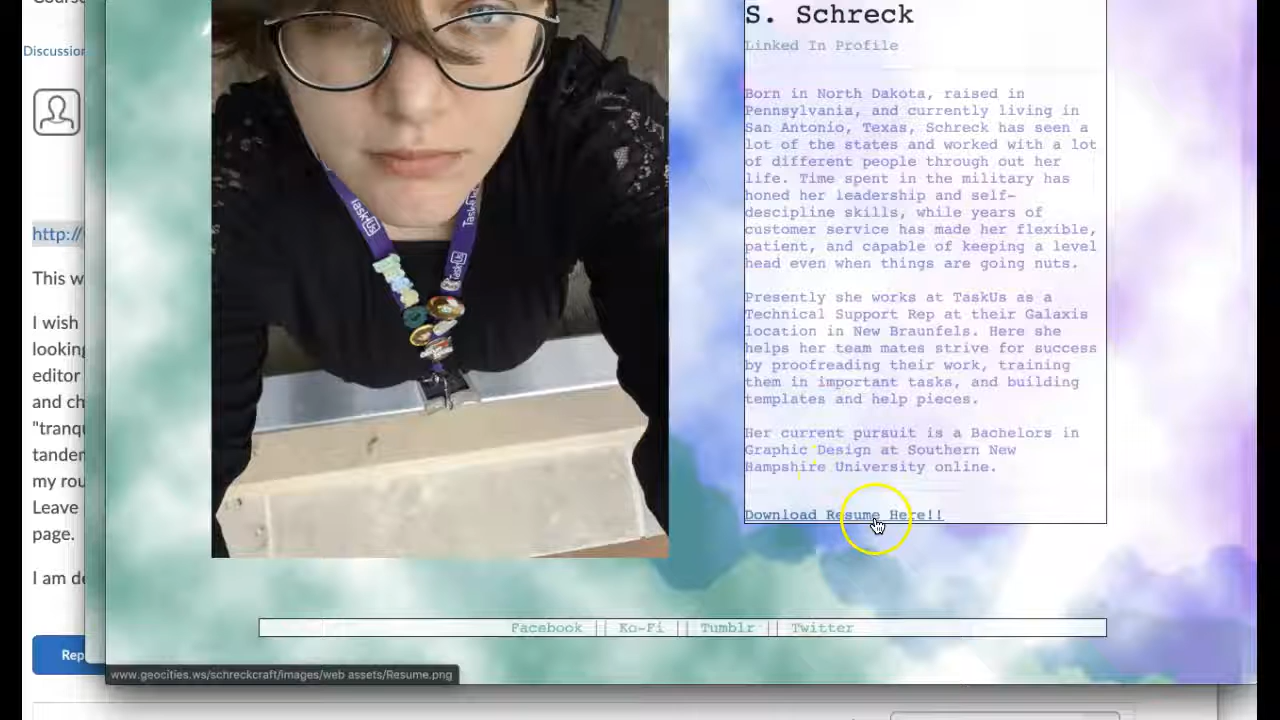 S. Schreck
Linked In Profile
Born in North Dakota, raised in
Pennsylvania, and currently living in
San Antonio, Texas, Schreck has seen a
lot of the states and worked with a lot
of different people through out her
life. Time spent in the military has
honed her leadership and self-
descipline skills, while years of
customer service has made her flexible,
patient, and capable of keeping a level
head even when things are going nuts.
Presently she works at TaskUs as a
Technical Support Rep at their Galaxis
location in New Braunfels. Here she
helps her team mates strive for success
by proofreading their work, training
them in important tasks, and building
templates and help pieces.
Her current pursuit is a Bachelors in
Graphic Design at Southern New
Hampshire University online.
Download Resume Here!!
Facebook || Ko-Fi || Tumblr || Twitter
www.geocities.ws/schreckcraft/images/web assets/Resume.png
Discussion
http://
This w
I wish
looking
editor
and ch
"tranqu
tandem
my rou
Leave
page.
I am de
Rep
TaskUs